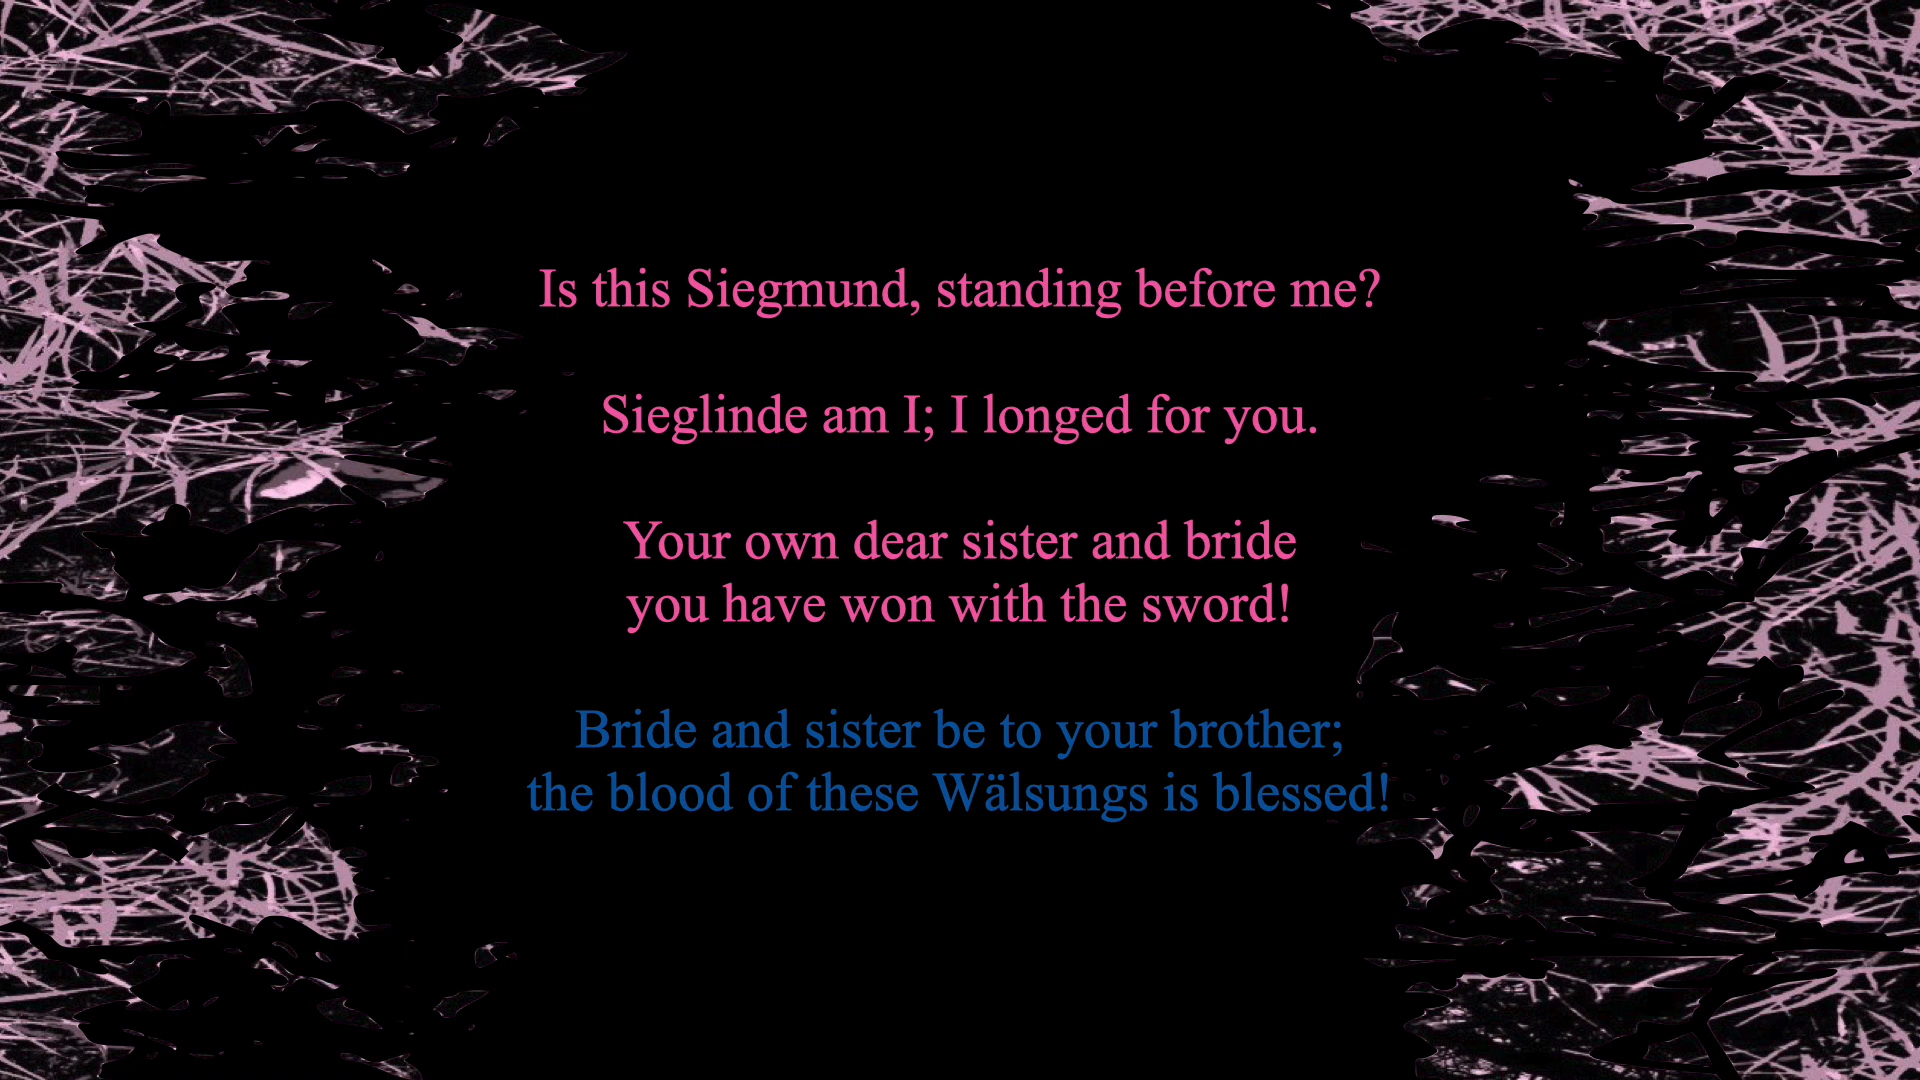 Is this Siegmund, standing before me?
Sieglinde am I; I longed for you.
Your own dear sister and bride
you have won with the sword!
Bride and sister be to your brother;
the blood of these Wälsungs is blessed!